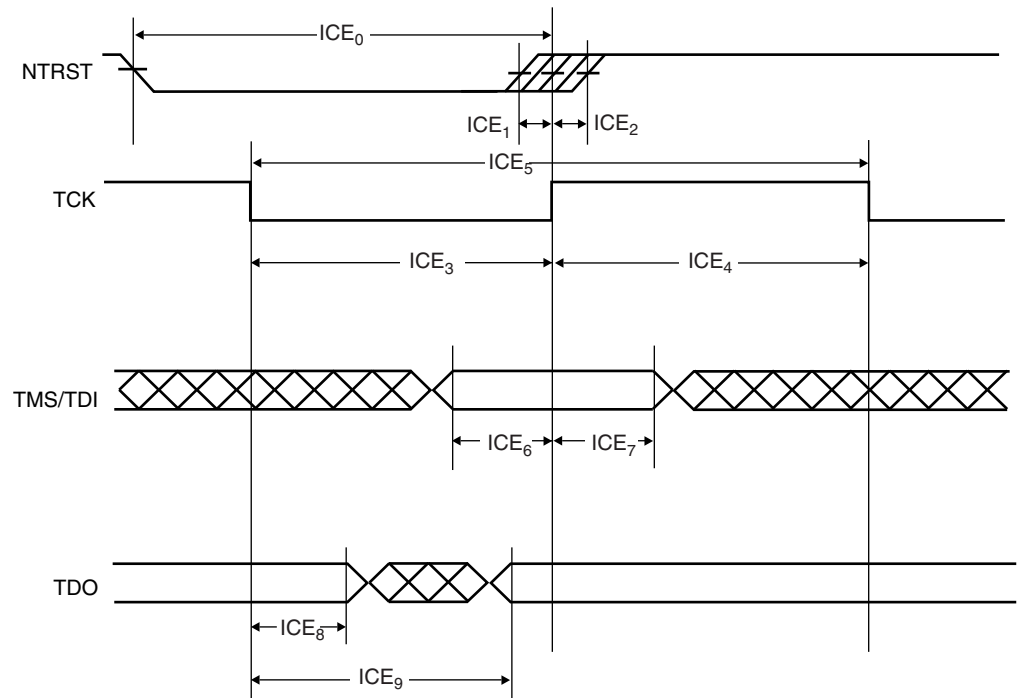 ICE₀
NTRST
ICE₁ ICE₂
ICE₅
TCK
ICE₃ ICE₄
TMS/TDI
ICE₆ ICE₇
TDO
ICE₈
ICE₉